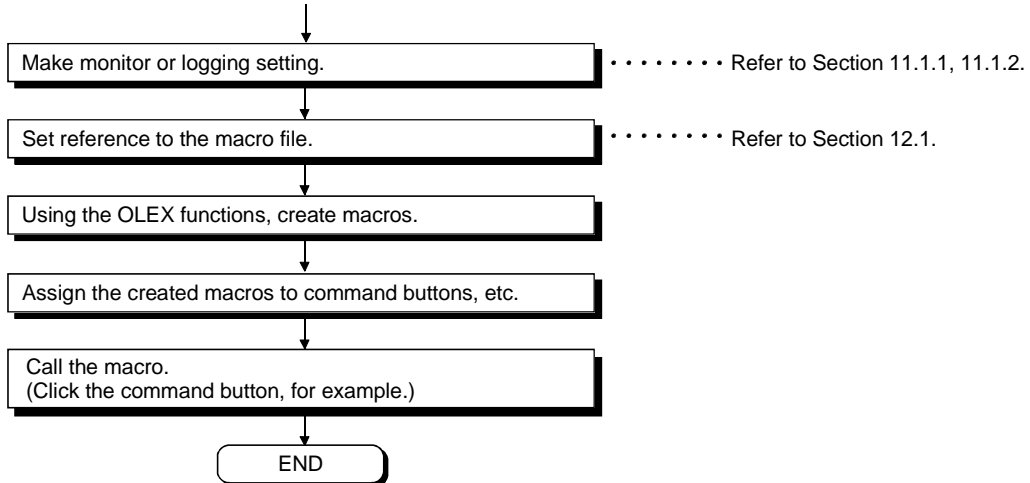 Make monitor or logging setting. ········ Refer to Section 11.1.1, 11.1.2.
Set reference to the macro file. ········ Refer to Section 12.1.
Using the OLEX functions, create macros.
Assign the created macros to command buttons, etc.
Call the macro.
(Click the command button, for example.)
END